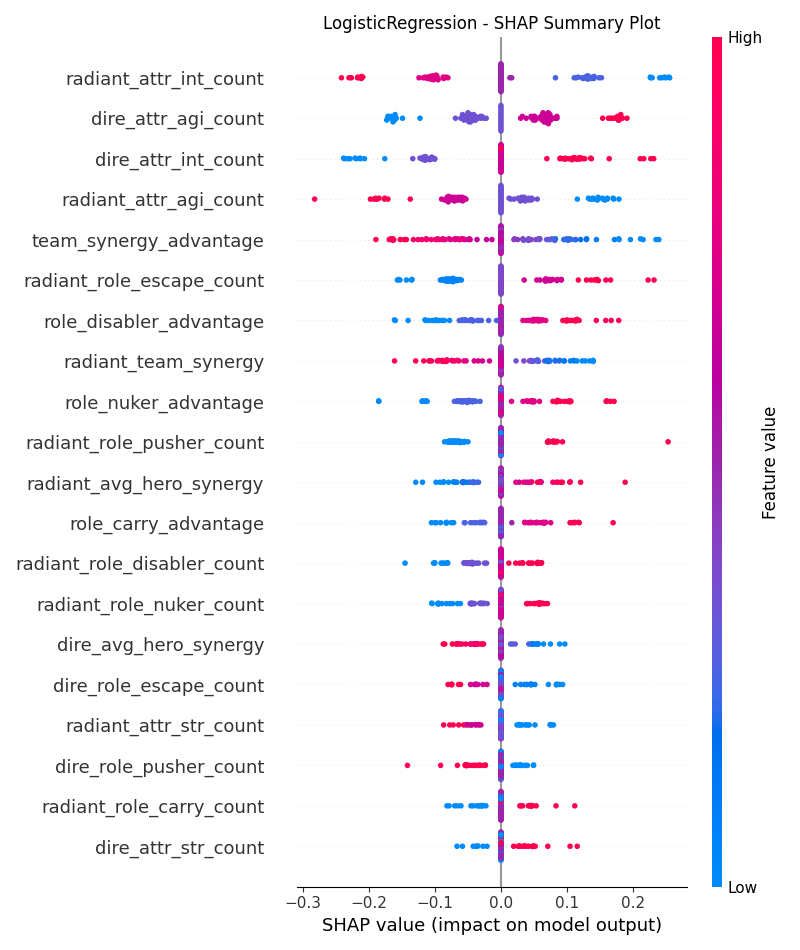 LogisticRegression - SHAP Summary Plot
High
radiant_attr_int_count
dire_attr_agi_count
dire_attr_int_count
radiant_attr_agi_count
team_synergy_advantage
radiant_role_escape_count
role_disabler_advantage
radiant_team_synergy
role_nuker_advantage
radiant_role_pusher_count
radiant_avg_hero_synergy
role_carry_advantage
radiant_role_disabler_count
radiant_role_nuker_count
dire_avg_hero_synergy
dire_role_escape_count
radiant_attr_str_count
dire_role_pusher_count
radiant_role_carry_count
dire_attr_str_count
Feature value
Low
−0.3 −0.2 −0.1 0.0 0.1 0.2
SHAP value (impact on model output)